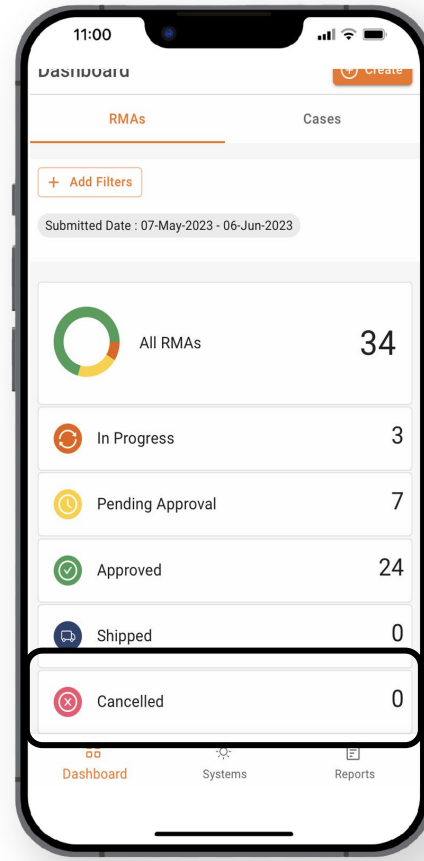 11:00
Dashboard
Create
RMAs
Cases
+ Add Filters
Submitted Date : 07-May-2023 - 06-Jun-2023
All RMAs 34
In Progress 3
Pending Approval 7
Approved 24
Shipped 0
Cancelled 0
Dashboard
Systems
Reports